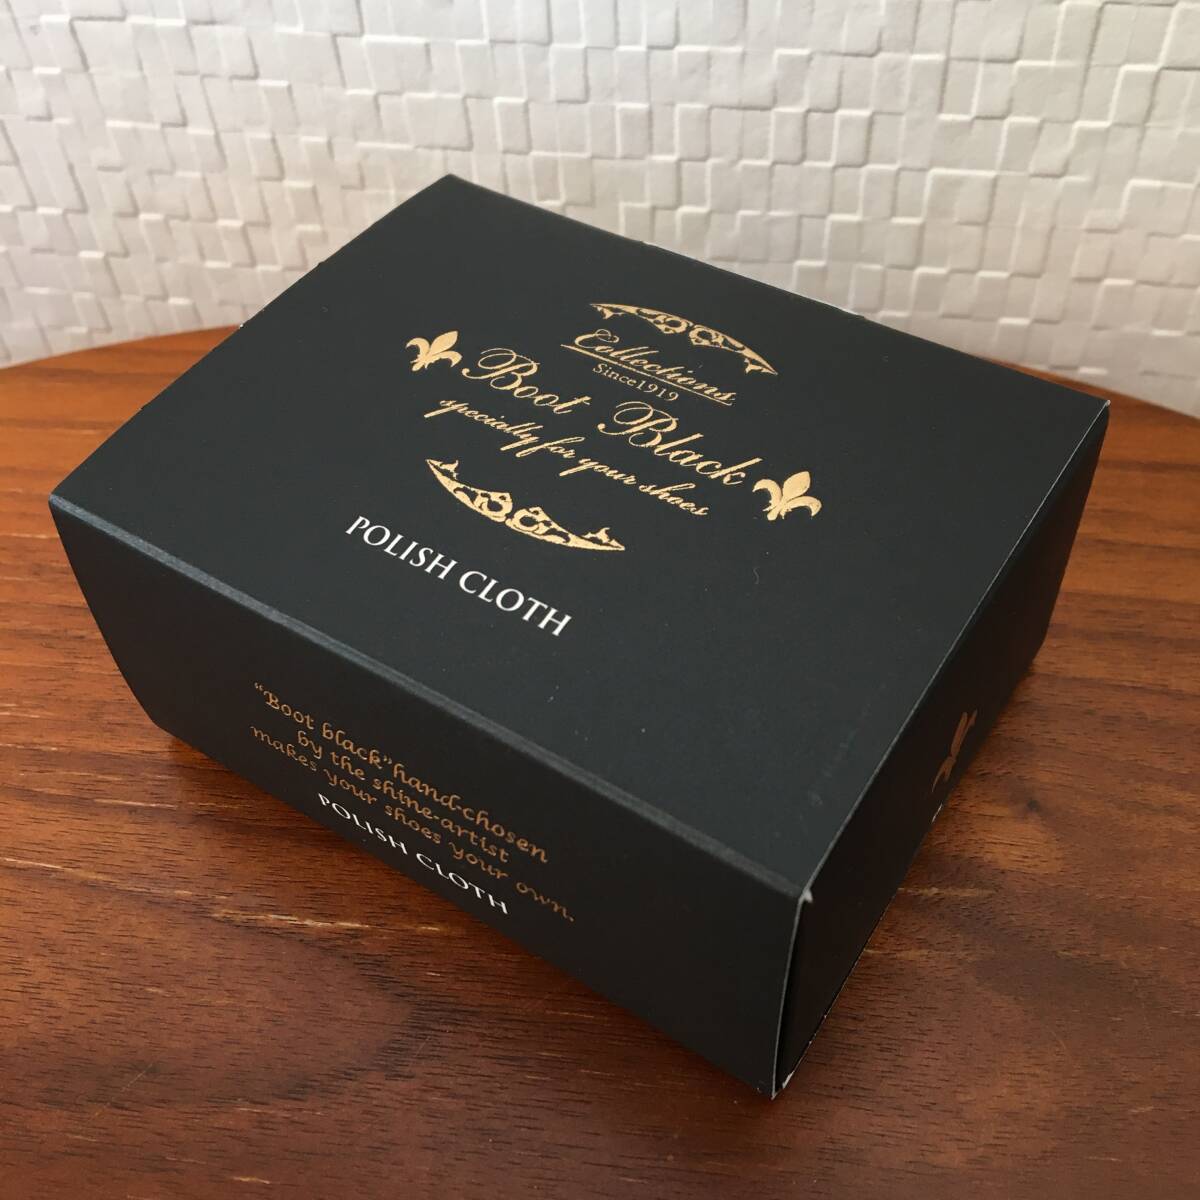 Collections
Since1919
Boot Black
specially for your shoes
POLISH CLOTH
“Boot black”hand-chosen
by the shine-artist
makes your shoes your own.
POLISH CLOTH